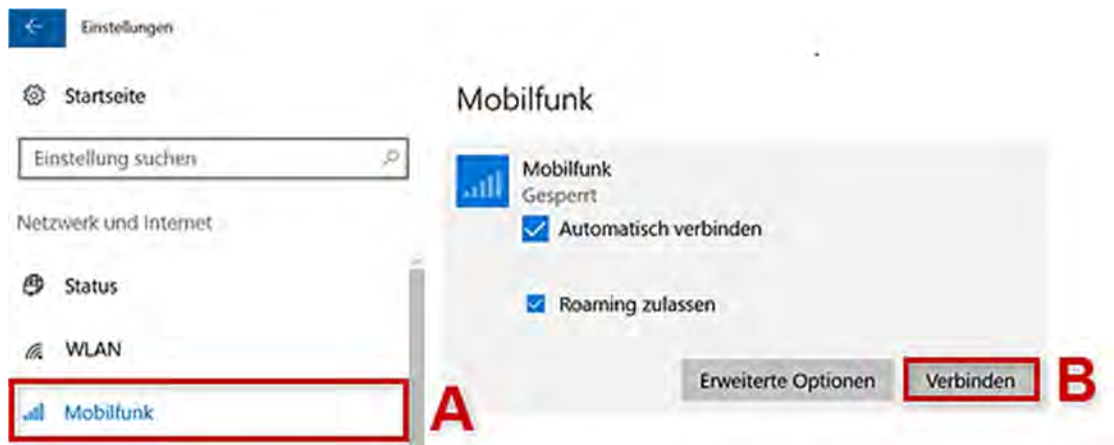 Einstellungen
Startseite
Einstellung suchen
Netzwerk und Internet
Status
WLAN
Mobilfunk
A
Mobilfunk
Mobilfunk
Gesperrt
Automatisch verbinden
Roaming zulassen
Erweiterte Optionen
Verbinden
B